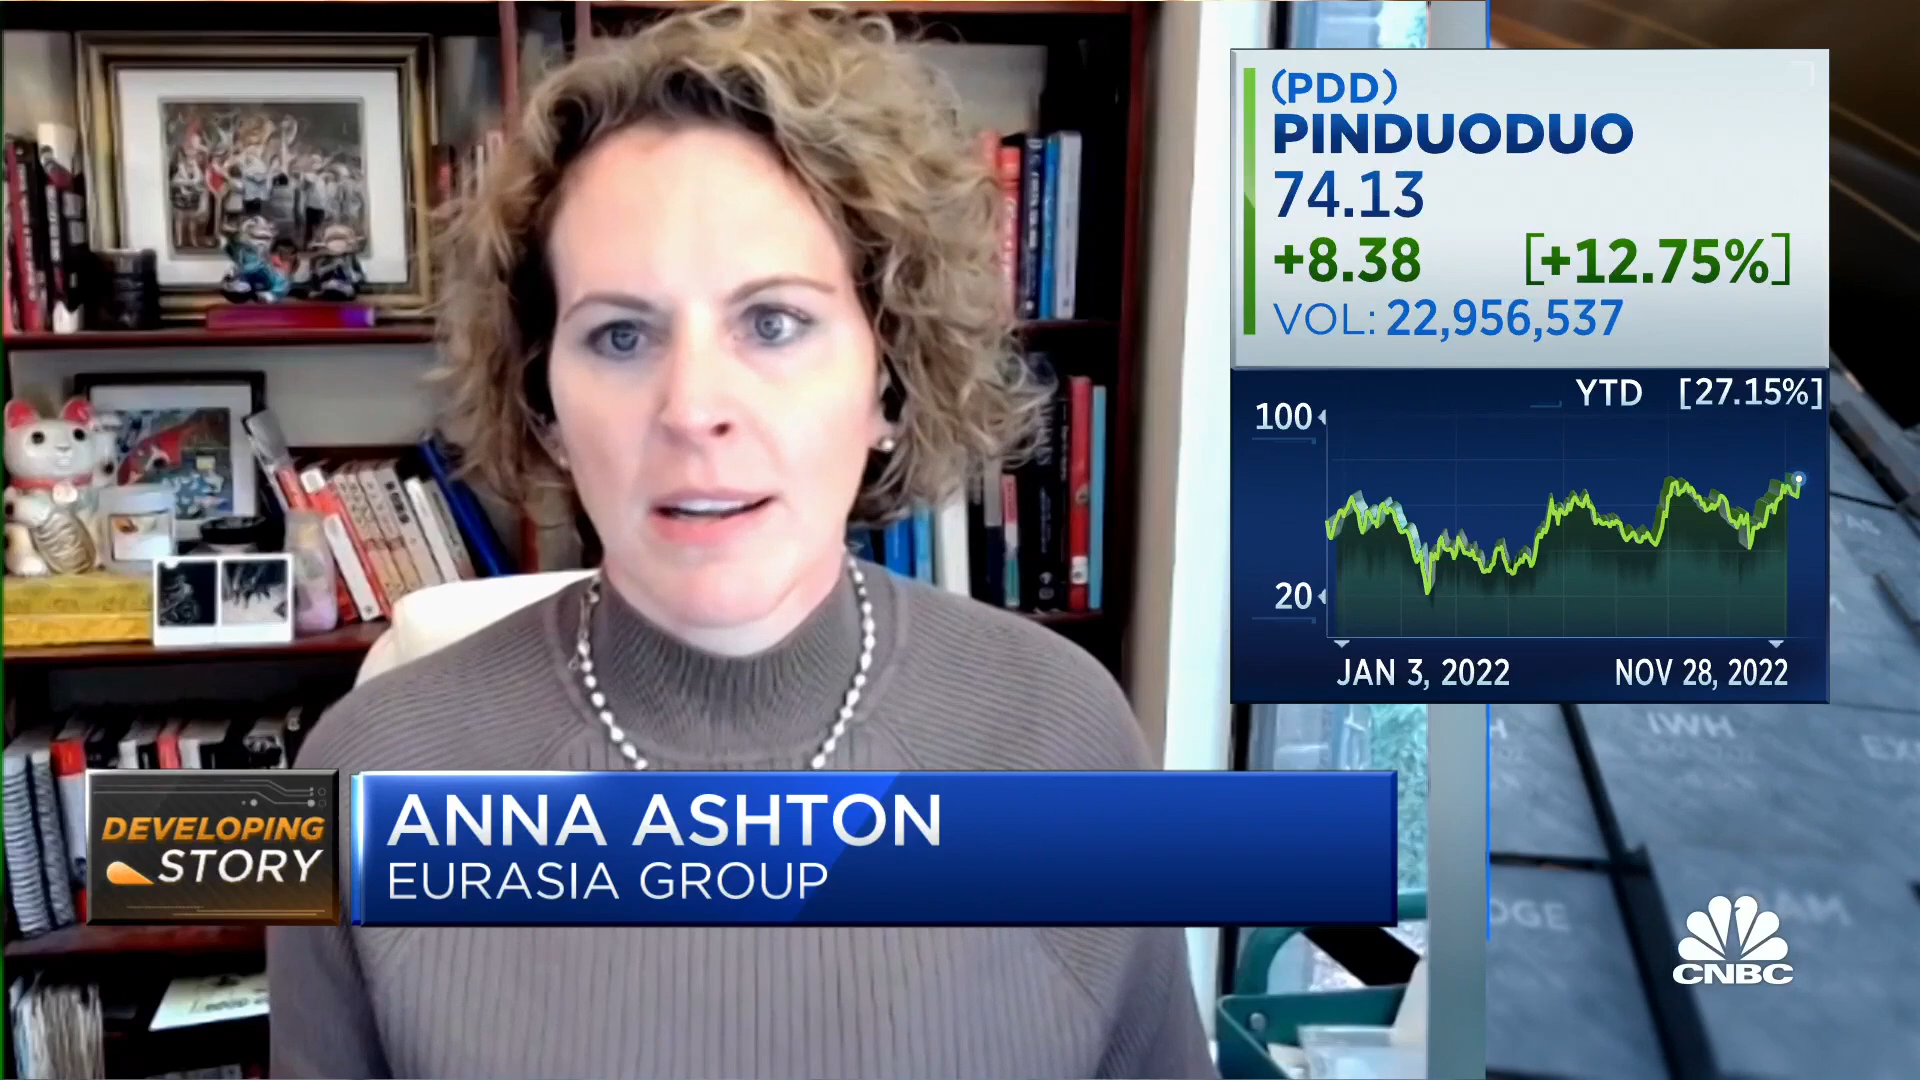 (PDD)
PINDUODUO
74.13
+8.38 [+12.75%]
VOL: 22,956,537
YTD [27.15%]
100
20
JAN 3, 2022 NOV 28, 2022
DEVELOPING
STORY
ANNA ASHTON
EURASIA GROUP
IWH
CNBC